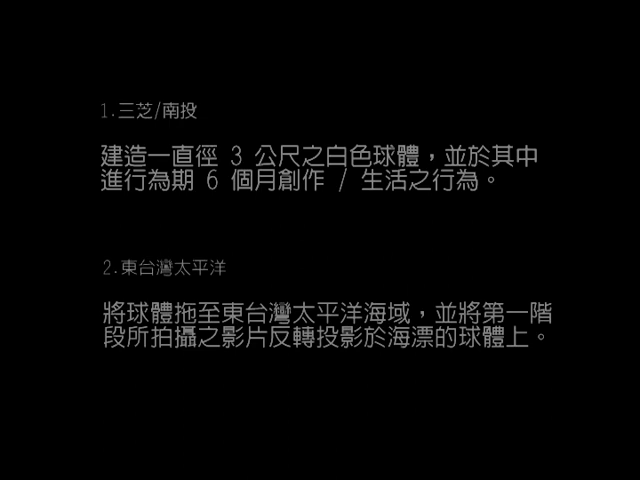 1.三芝/南投
建造一直徑 3 公尺之白色球體，並於其中
進行為期 6 個月創作 / 生活之行為。
2.東台灣太平洋
將球體拖至東台灣太平洋海域，並將第一階
段所拍攝之影片反轉投影於海漂的球體上。